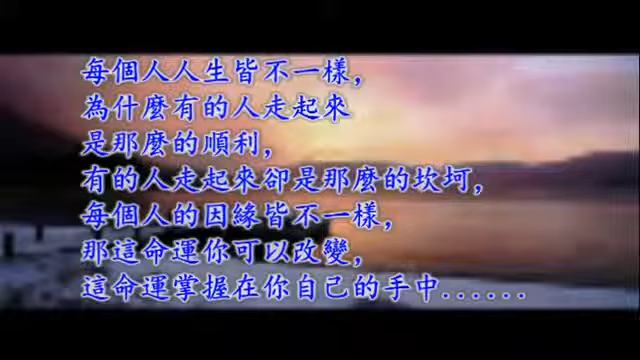 每個人人生皆不一樣，
為什麼有的人走起來
是那麼的順利，
有的人走起來卻是那麼的坎坷，
每個人的因緣皆不一樣，
那這命運你可以改變，
這命運掌握在你自己的手中......